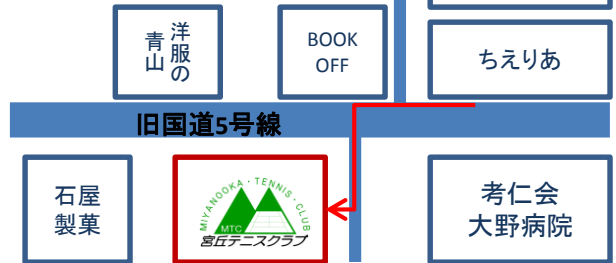 洋服の
青山
BOOK
OFF
ちえりあ
旧国道5号線
石屋
製菓
MIYANOOKA・TENNIS・CLUB
MTC
宮丘テニスクラブ
考仁会
大野病院